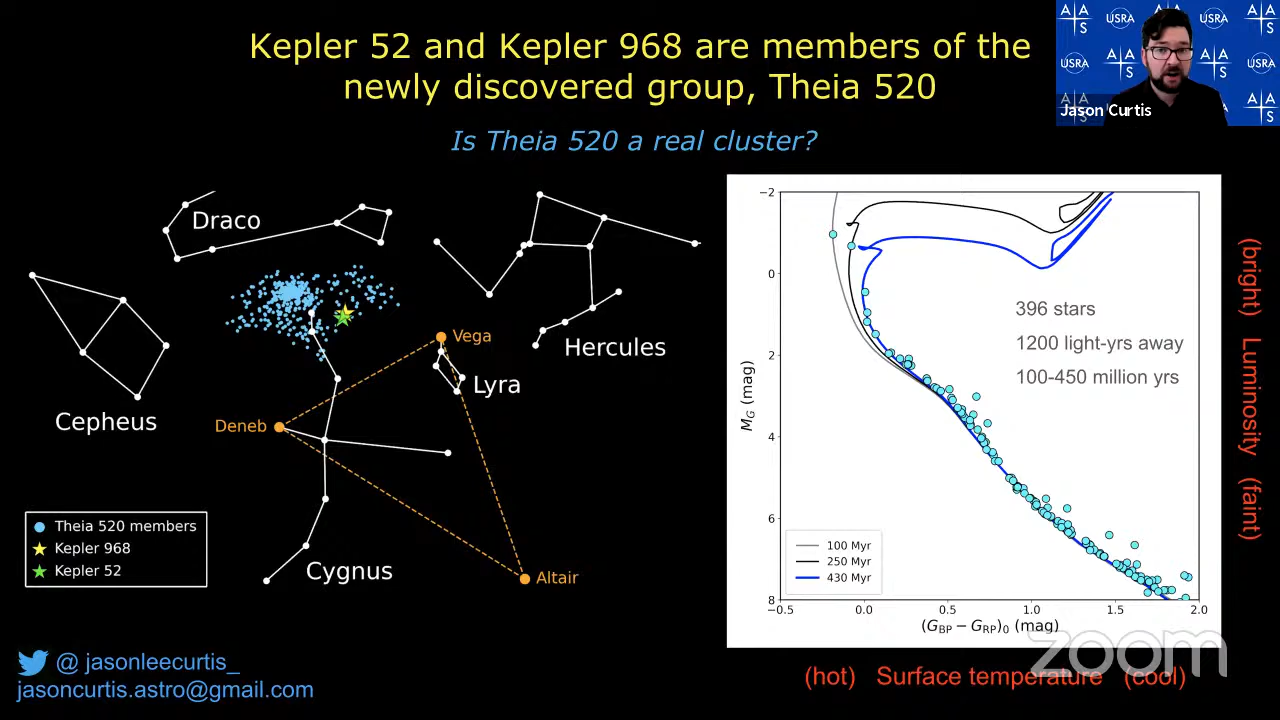 Kepler 52 and Kepler 968 are members of the
newly discovered group, Theia 520
Is Theia 520 a real cluster?
A A S
USRA
A A S
USRA
A A S
USRA
A A S
USRA
A A S
USRA
Jason Curtis
Draco
Cepheus
Hercules
Vega
Lyra
Deneb
Cygnus
Altair
Theia 520 members
Kepler 968
Kepler 52
396 stars
1200 light-yrs away
100-450 million yrs
−2
0
2
4
6
8
M_G (mag)
100 Myr
250 Myr
430 Myr
−0.5 0.0 0.5 1.0 1.5 2.0
(G_BP − G_RP)_0 (mag)
(bright) Luminosity (faint)
(hot) Surface temperature (cool)
zoom
@ jasonleecurtis_
jasoncurtis.astro@gmail.com